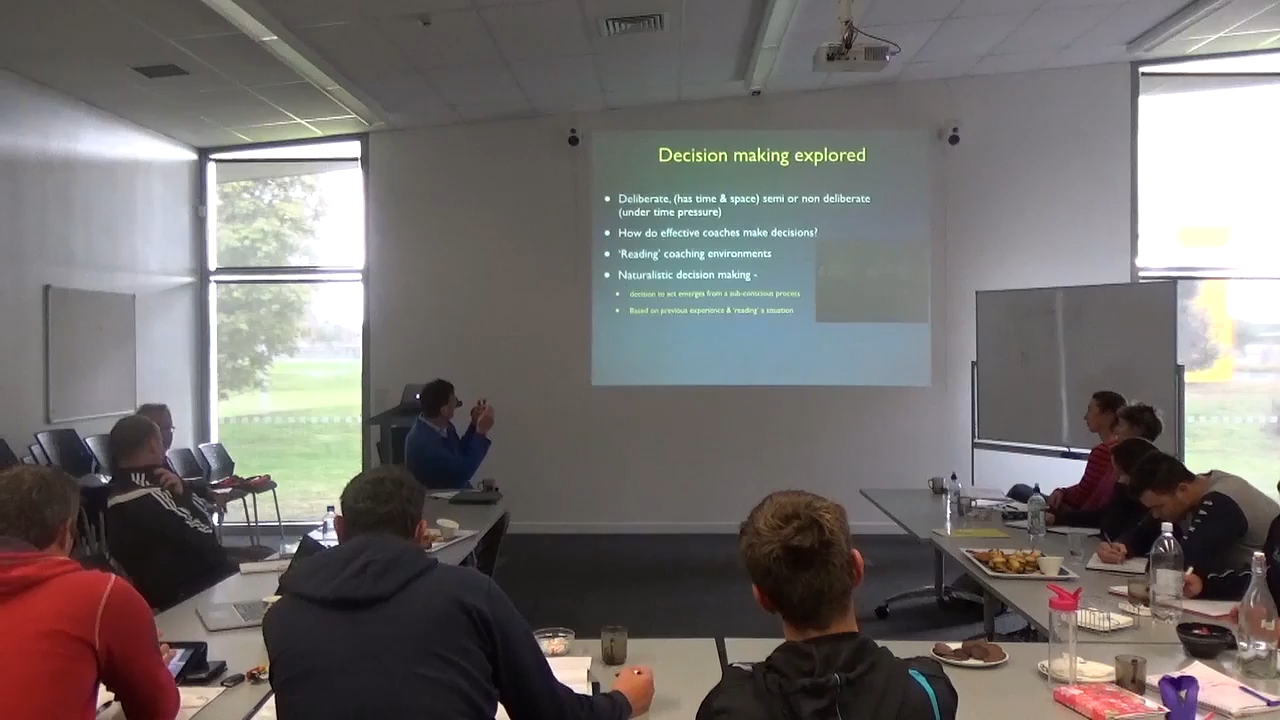 Decision making explored
Deliberate, (has time & space) semi or non deliberate
(under time pressure)
How do effective coaches make decisions?
'Reading' coaching environments
Naturalistic decision making -
decision to act emerges from a sub-conscious process
Based on previous experience & 'reading' a situation